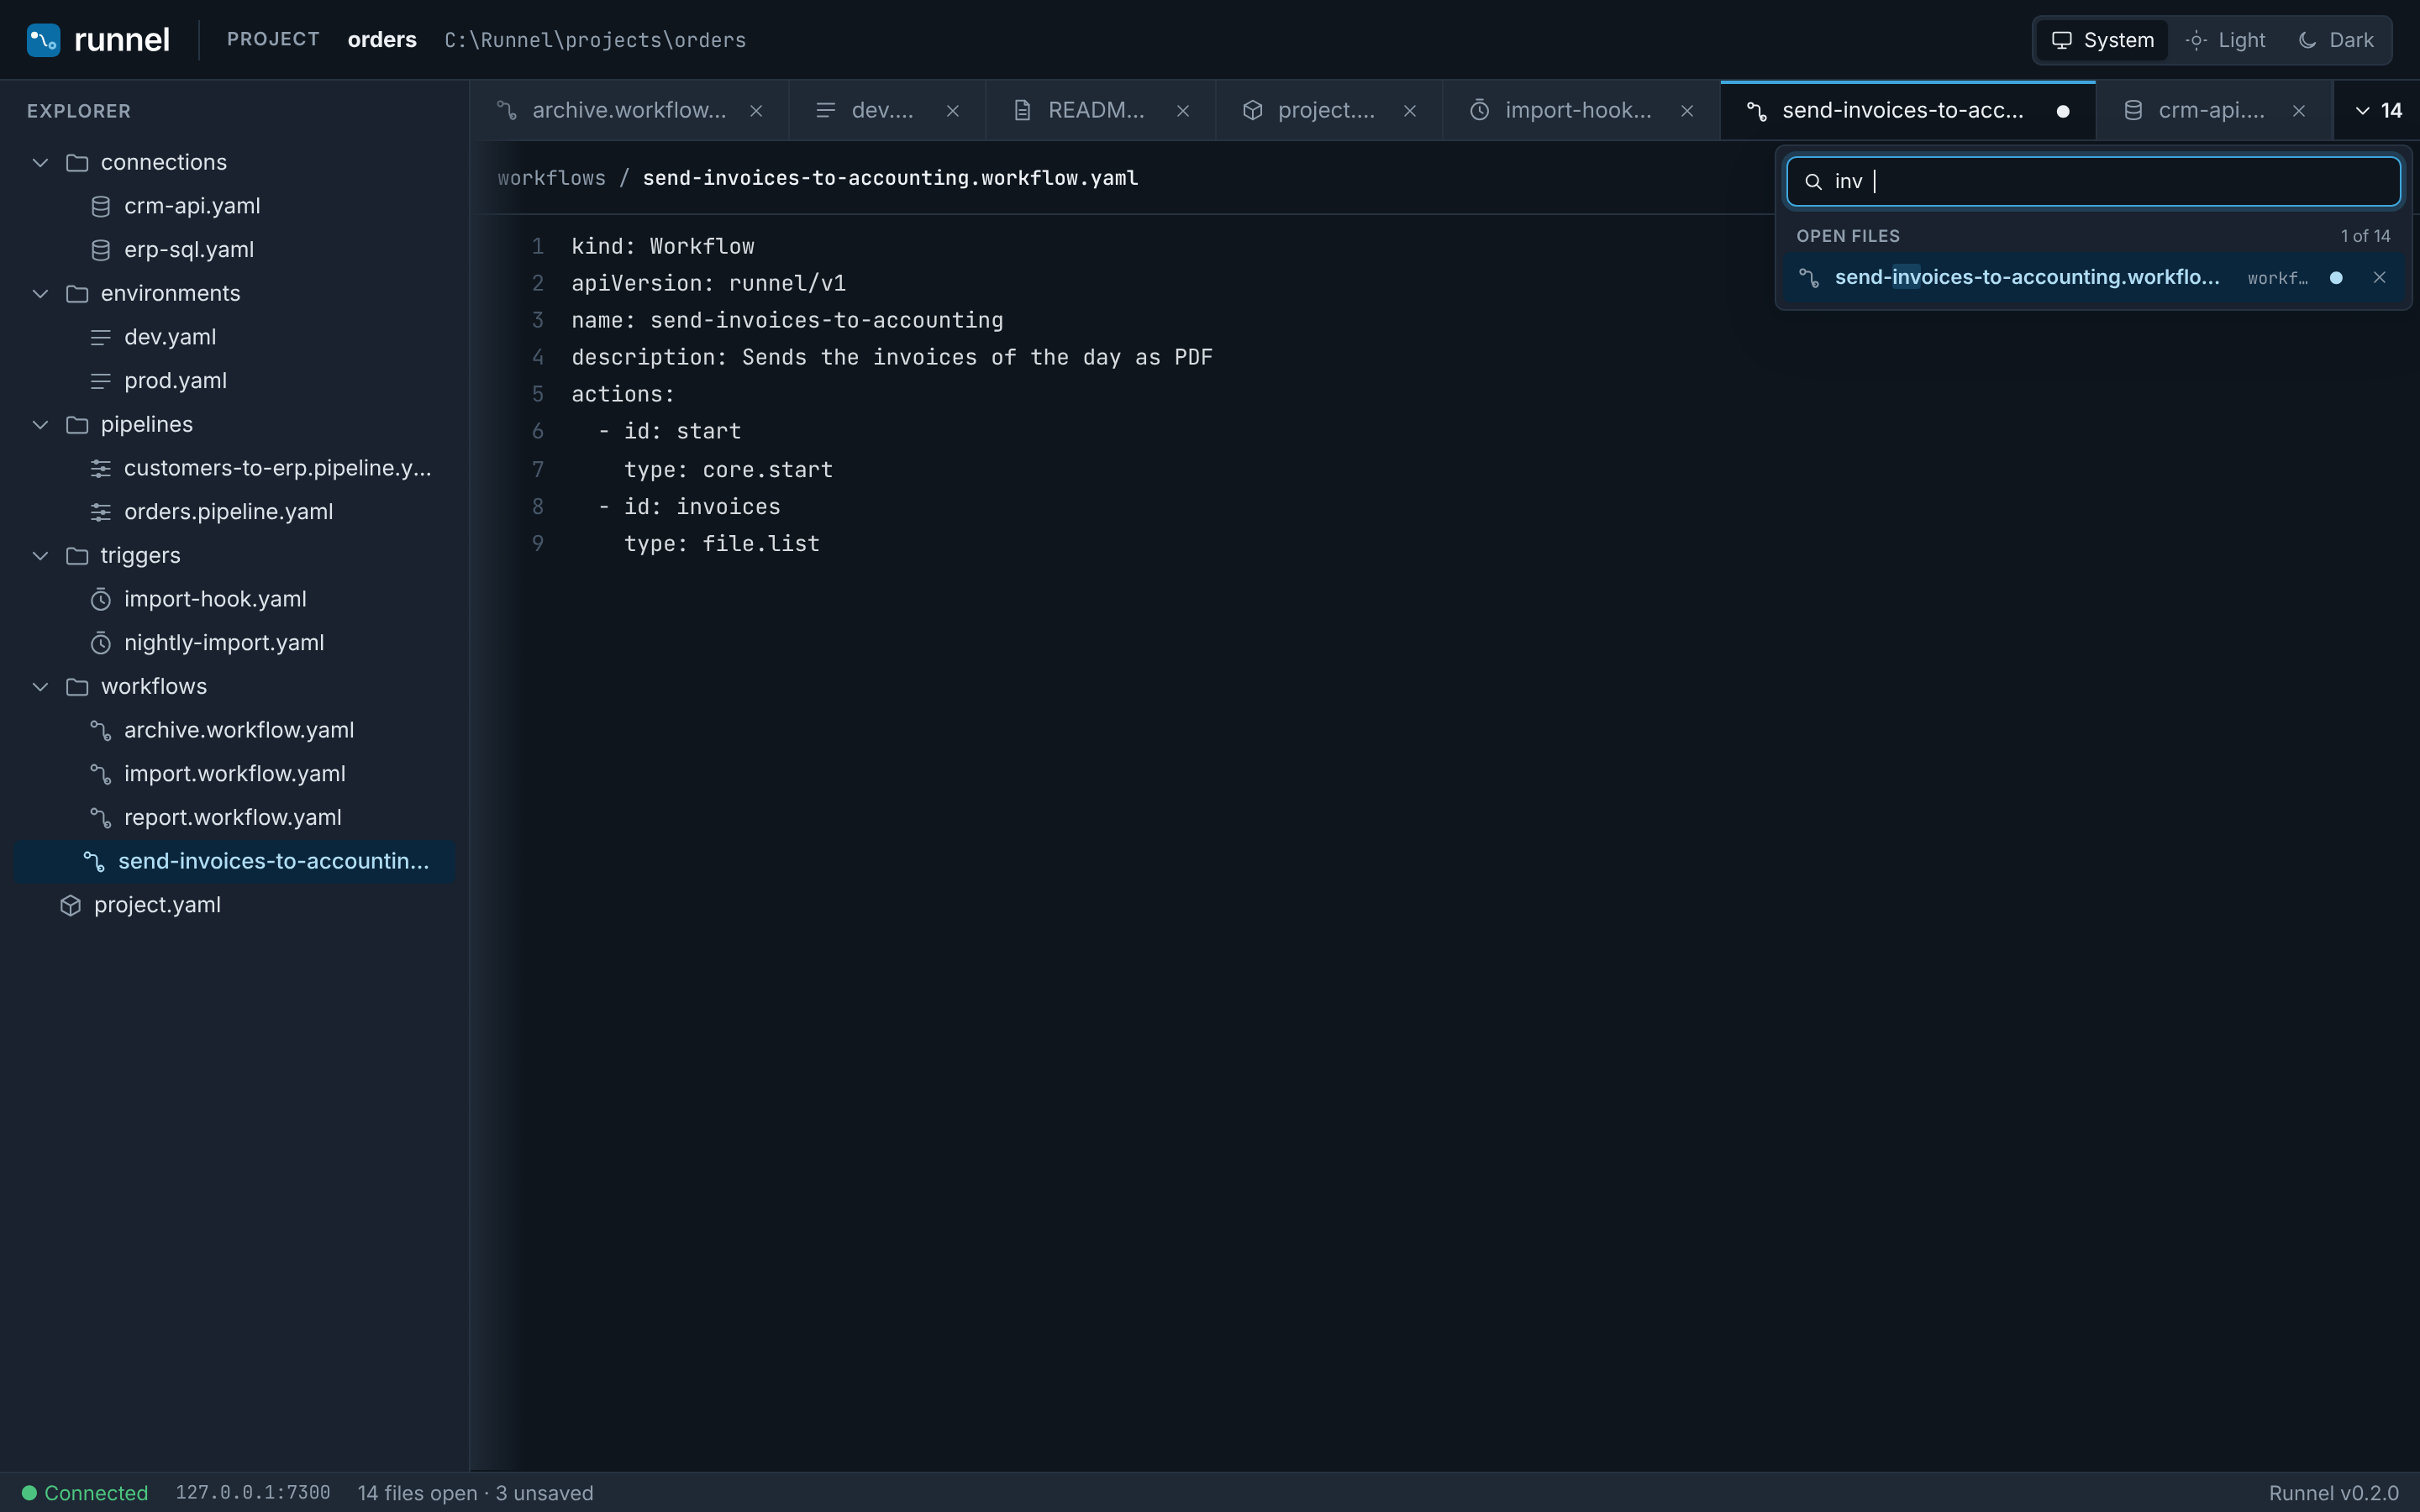 runnel PROJECT orders C:\Runnel\projects\orders System Light Dark
EXPLORER
connections
crm-api.yaml
erp-sql.yaml
environments
dev.yaml
prod.yaml
pipelines
customers-to-erp.pipeline.y...
orders.pipeline.yaml
triggers
import-hook.yaml
nightly-import.yaml
workflows
archive.workflow.yaml
import.workflow.yaml
report.workflow.yaml
send-invoices-to-accountin...
project.yaml
archive.workflow... dev.... READM... project.... import-hook... send-invoices-to-acc... crm-api.... 14
workflows / send-invoices-to-accounting.workflow.yaml
inv
OPEN FILES 1 of 14
send-invoices-to-accounting.workflo... workf...
1 kind: Workflow
2 apiVersion: runnel/v1
3 name: send-invoices-to-accounting
4 description: Sends the invoices of the day as PDF
5 actions:
6   - id: start
7     type: core.start
8   - id: invoices
9     type: file.list
Connected 127.0.0.1:7300 14 files open · 3 unsaved Runnel v0.2.0